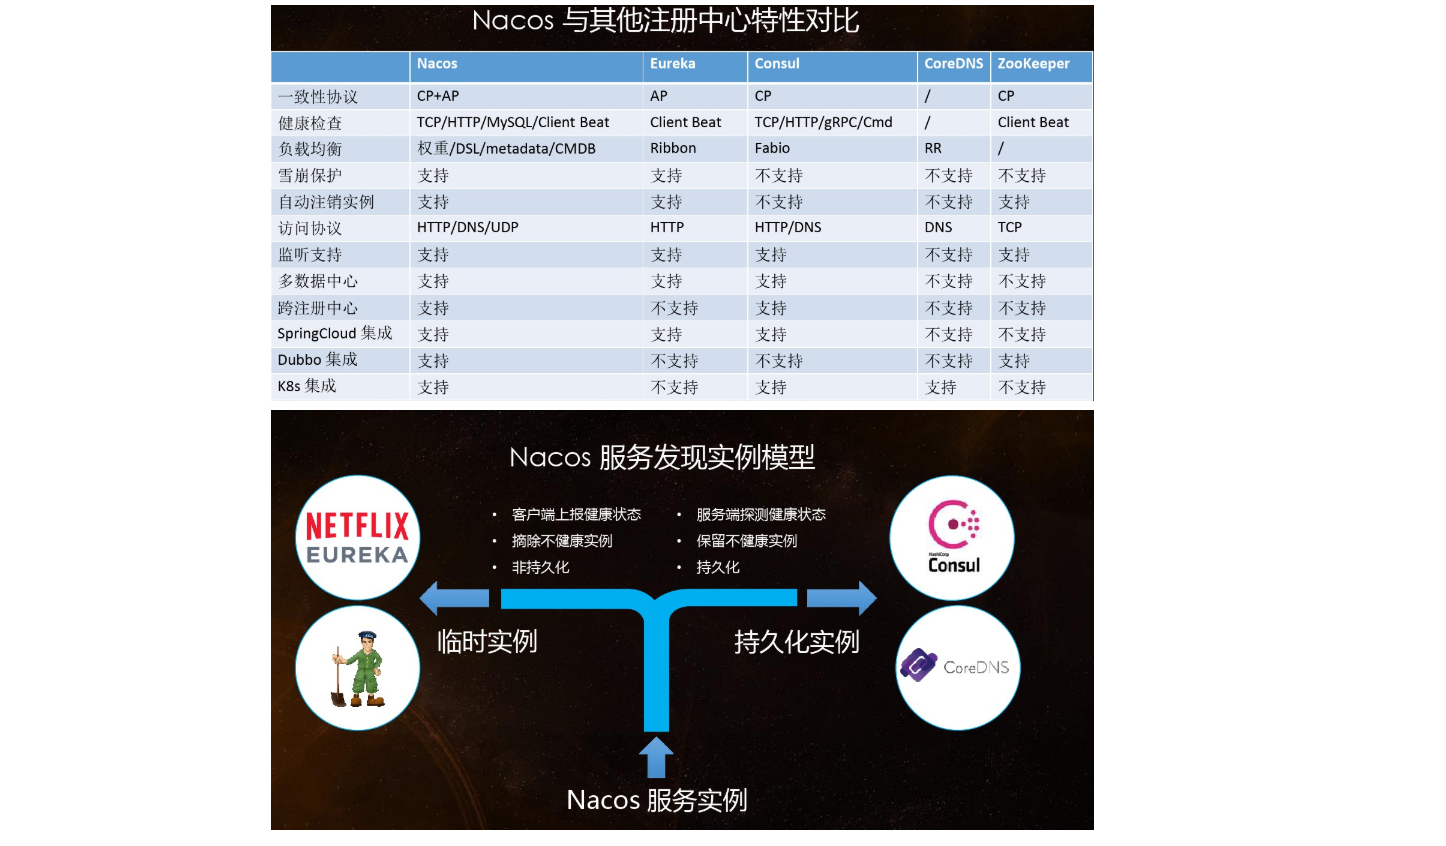 Nacos 与其他注册中心特性对比
Nacos Eureka Consul CoreDNS ZooKeeper
一致性协议 CP+AP AP CP / CP
健康检查 TCP/HTTP/MySQL/Client Beat Client Beat TCP/HTTP/gRPC/Cmd / Client Beat
负载均衡 权重/DSL/metadata/CMDB Ribbon Fabio RR /
雪崩保护 支持 支持 不支持 不支持 不支持
自动注销实例 支持 支持 不支持 不支持 支持
访问协议 HTTP/DNS/UDP HTTP HTTP/DNS DNS TCP
监听支持 支持 支持 支持 不支持 支持
多数据中心 支持 支持 支持 不支持 不支持
跨注册中心 支持 不支持 支持 不支持 不支持
SpringCloud 集成 支持 支持 支持 不支持 不支持
Dubbo 集成 支持 不支持 不支持 不支持 支持
K8s 集成 支持 不支持 支持 支持 不支持
Nacos 服务发现实例模型
NETFLIX
EUREKA
• 客户端上报健康状态
• 摘除不健康实例
• 非持久化
• 服务端探测健康状态
• 保留不健康实例
• 持久化
HashiCorp
Consul
临时实例
持久化实例
CoreDNS
Nacos 服务实例